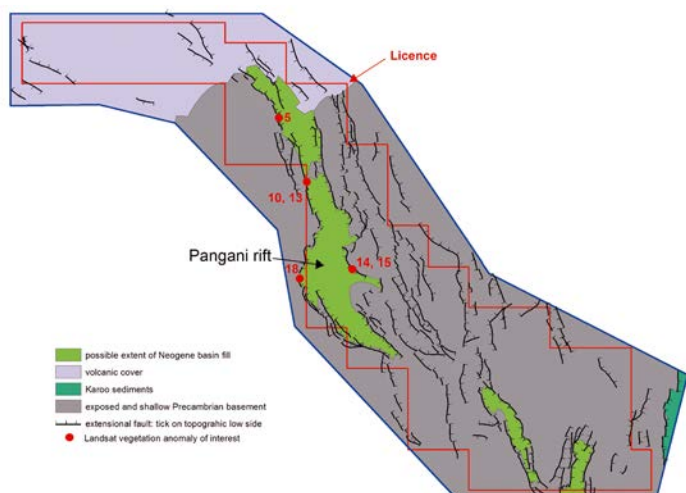 Licence
5
10, 13
Pangani rift
14, 15
18
possible extent of Neogene basin fill
volcanic cover
Karoo sediments
exposed and shallow Precambrian basement
extensional fault: tick on topograhic low side
Landsat vegetation anomaly of interest